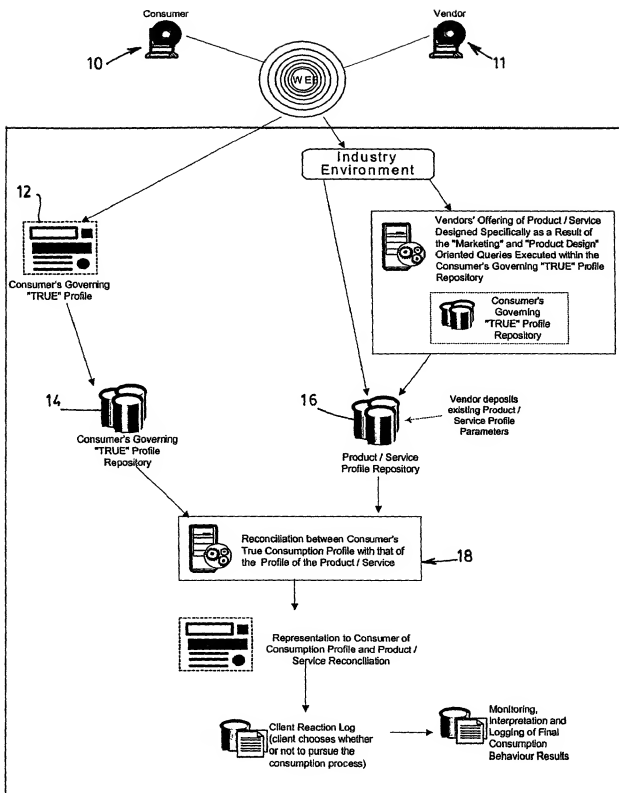 Consumer
Vendor
10
11
WEB
Industry
Environment
12
Consumer's Governing
"TRUE" Profile
Vendors' Offering of Product / Service
Designed Specifically as a Result of
the "Marketing" and "Product Design"
Oriented Queries Executed within the
Consumer's Governing "TRUE" Profile
Repository
Consumer's
Governing
"TRUE" Profile
Repository
14
Consumer's Governing
"TRUE" Profile
Repository
16
Vendor deposits
existing Product /
Service Profile
Parameters
Product / Service
Profile Repository
Reconciliation between Consumer's
True Consumption Profile with that of
the Profile of the Product / Service
18
Representation to Consumer of
Consumption Profile and Product /
Service Reconciliation
Client Reaction Log
(client chooses whether
or not to pursue the
consumption process)
Monitoring,
Interpretation and
Logging of Final
Consumption
Behaviour Results